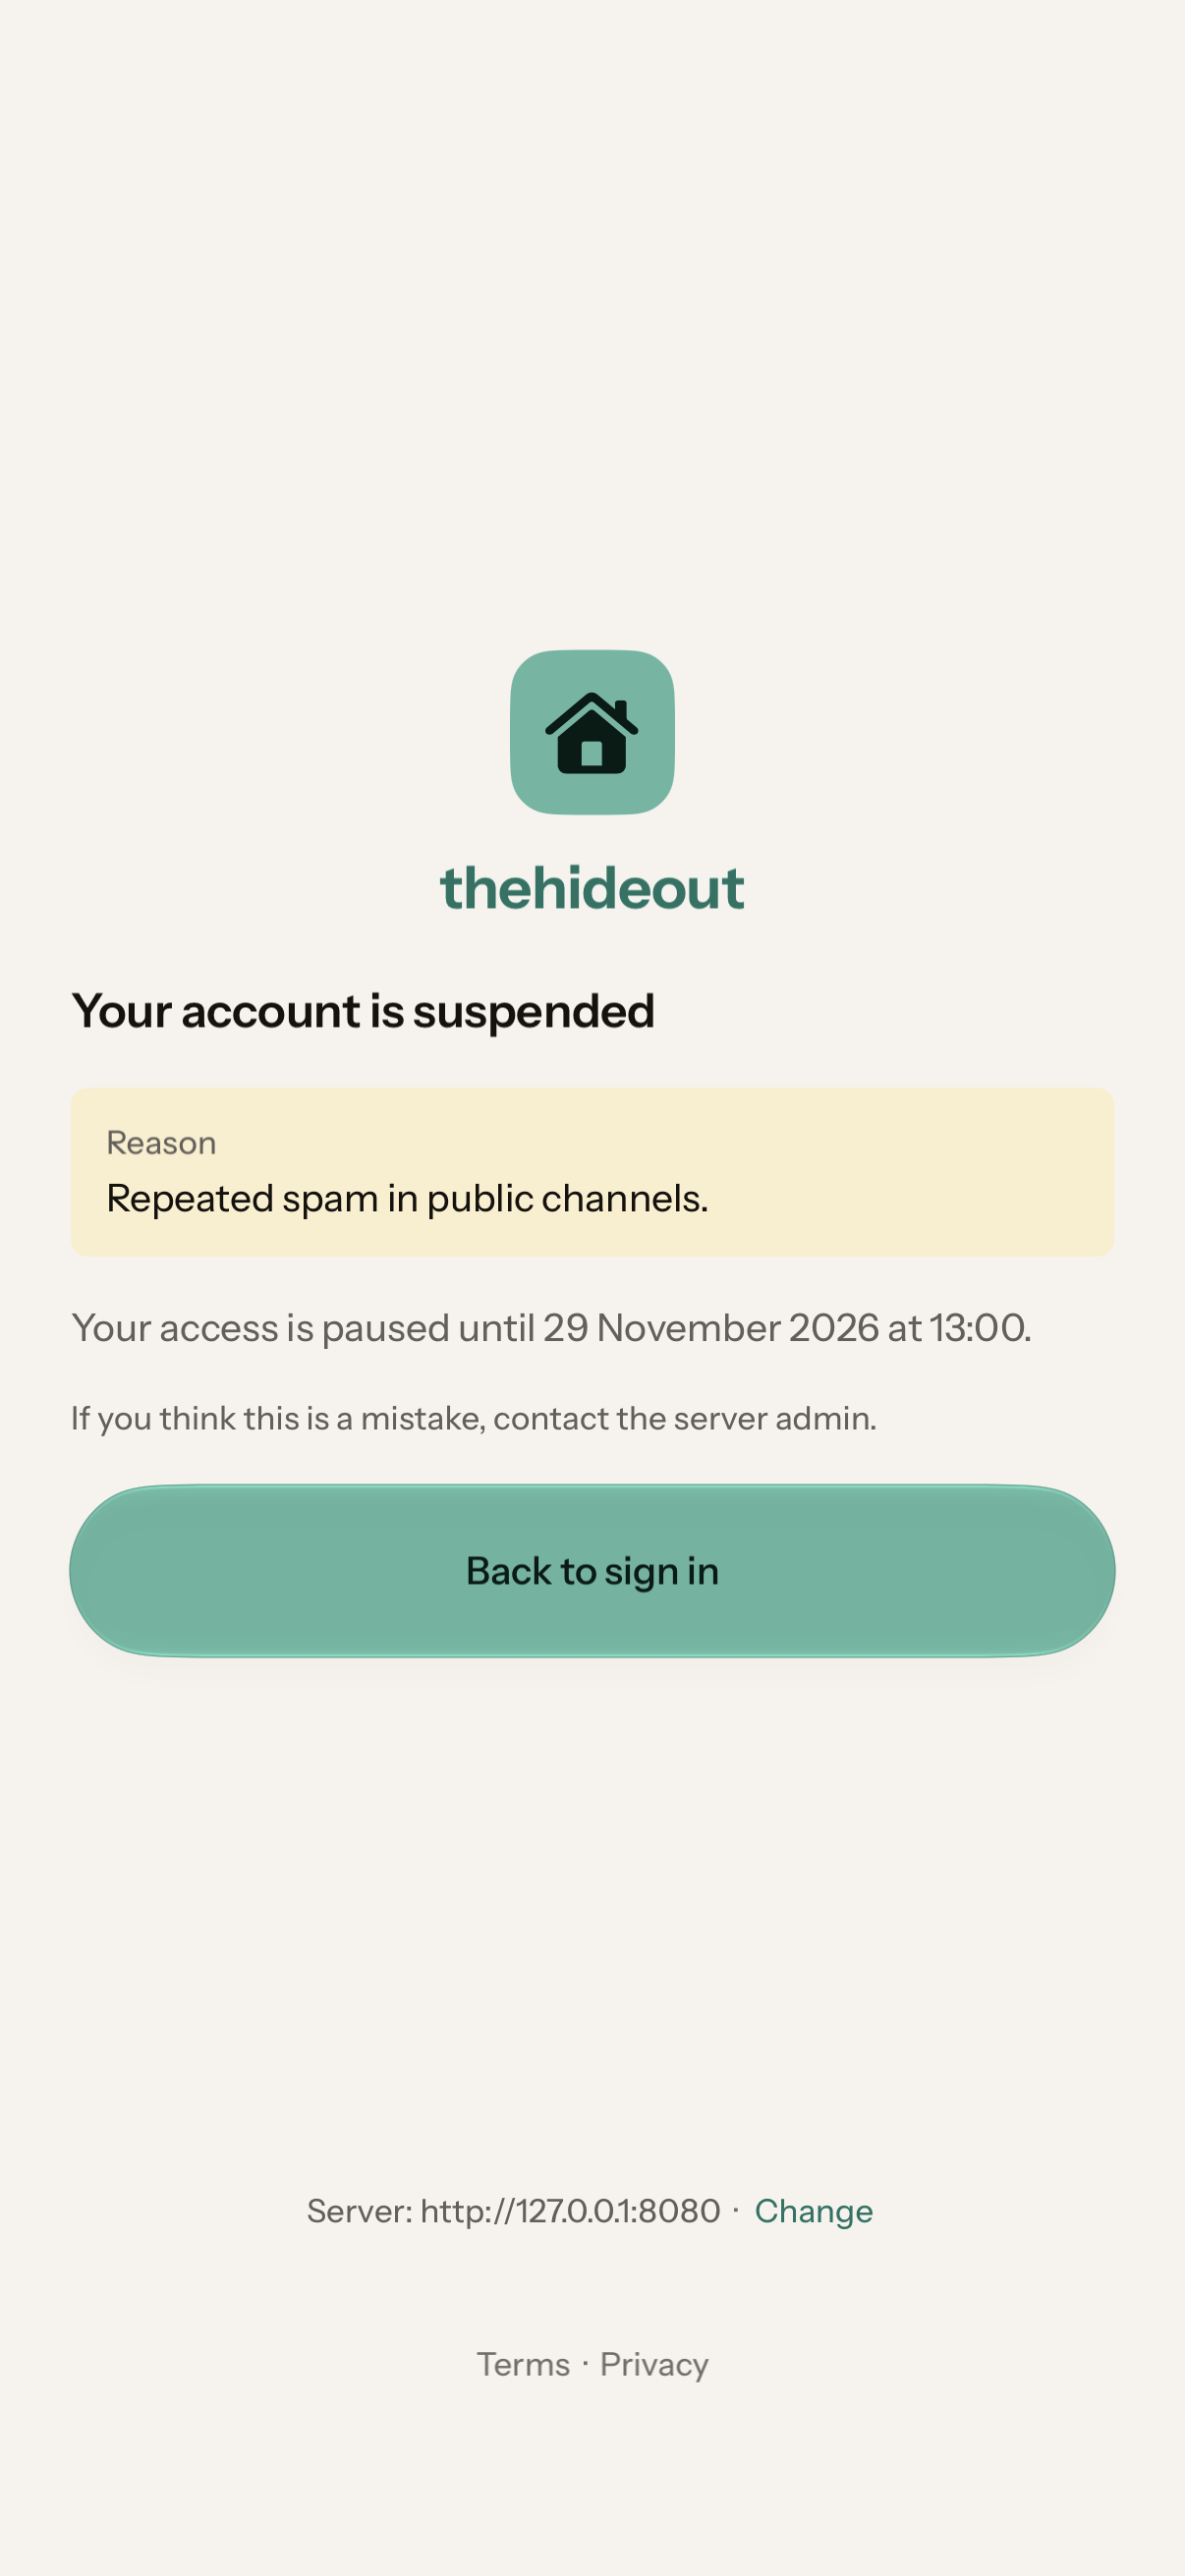 thehideout
Your account is suspended
Reason
Repeated spam in public channels.
Your access is paused until 29 November 2026 at 13:00.
If you think this is a mistake, contact the server admin.
Back to sign in
Server: http://127.0.0.1:8080 · Change
Terms · Privacy